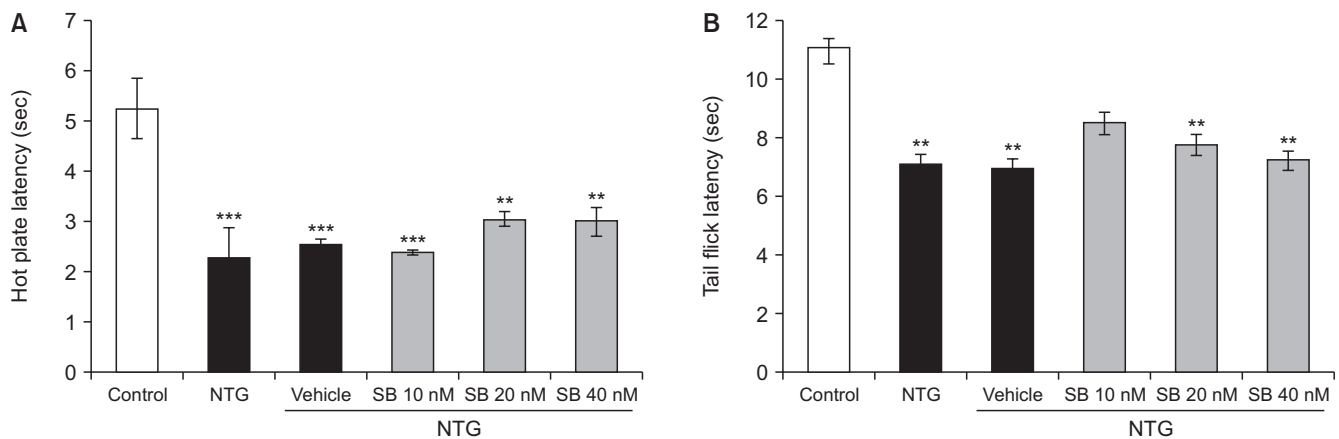 A
Hot plate latency (sec)
7
6
5
4
3
2
1
0
***
***
***
**
**
Control
NTG
Vehicle
SB 10 nM
SB 20 nM
SB 40 nM
NTG
B
Tail flick latency (sec)
12
10
8
6
4
2
0
**
**
**
**
Control
NTG
Vehicle
SB 10 nM
SB 20 nM
SB 40 nM
NTG